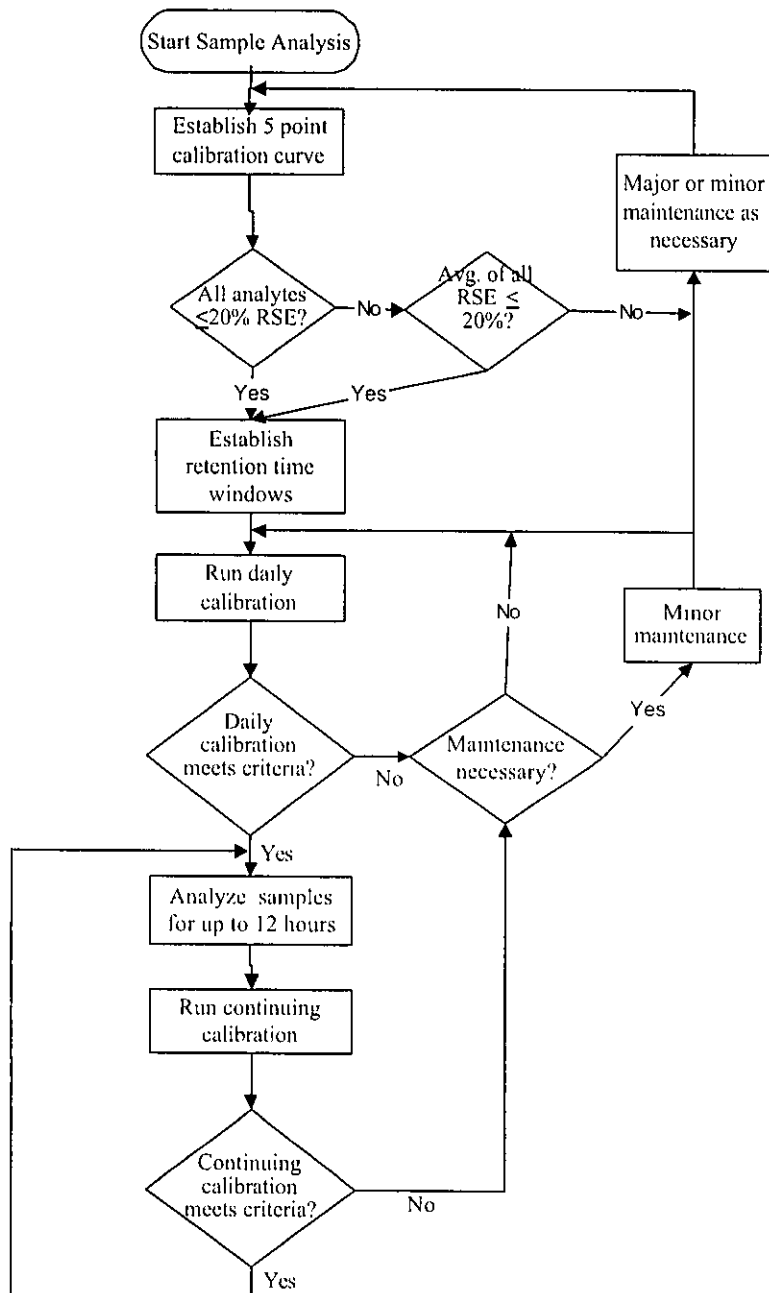 Start Sample Analysis
Establish 5 point
calibration curve
Major or minor
maintenance as
necessary
All analytes
≤20% RSE?
No
Avg. of all
RSE ≤
20%?
No
Yes
Yes
Establish
retention time
windows
Run daily
calibration
No
Minor
maintenance
Daily
calibration
meets criteria?
No
Maintenance
necessary?
Yes
Yes
Analyze samples
for up to 12 hours
Run continuing
calibration
Continuing
calibration
meets criteria?
No
Yes